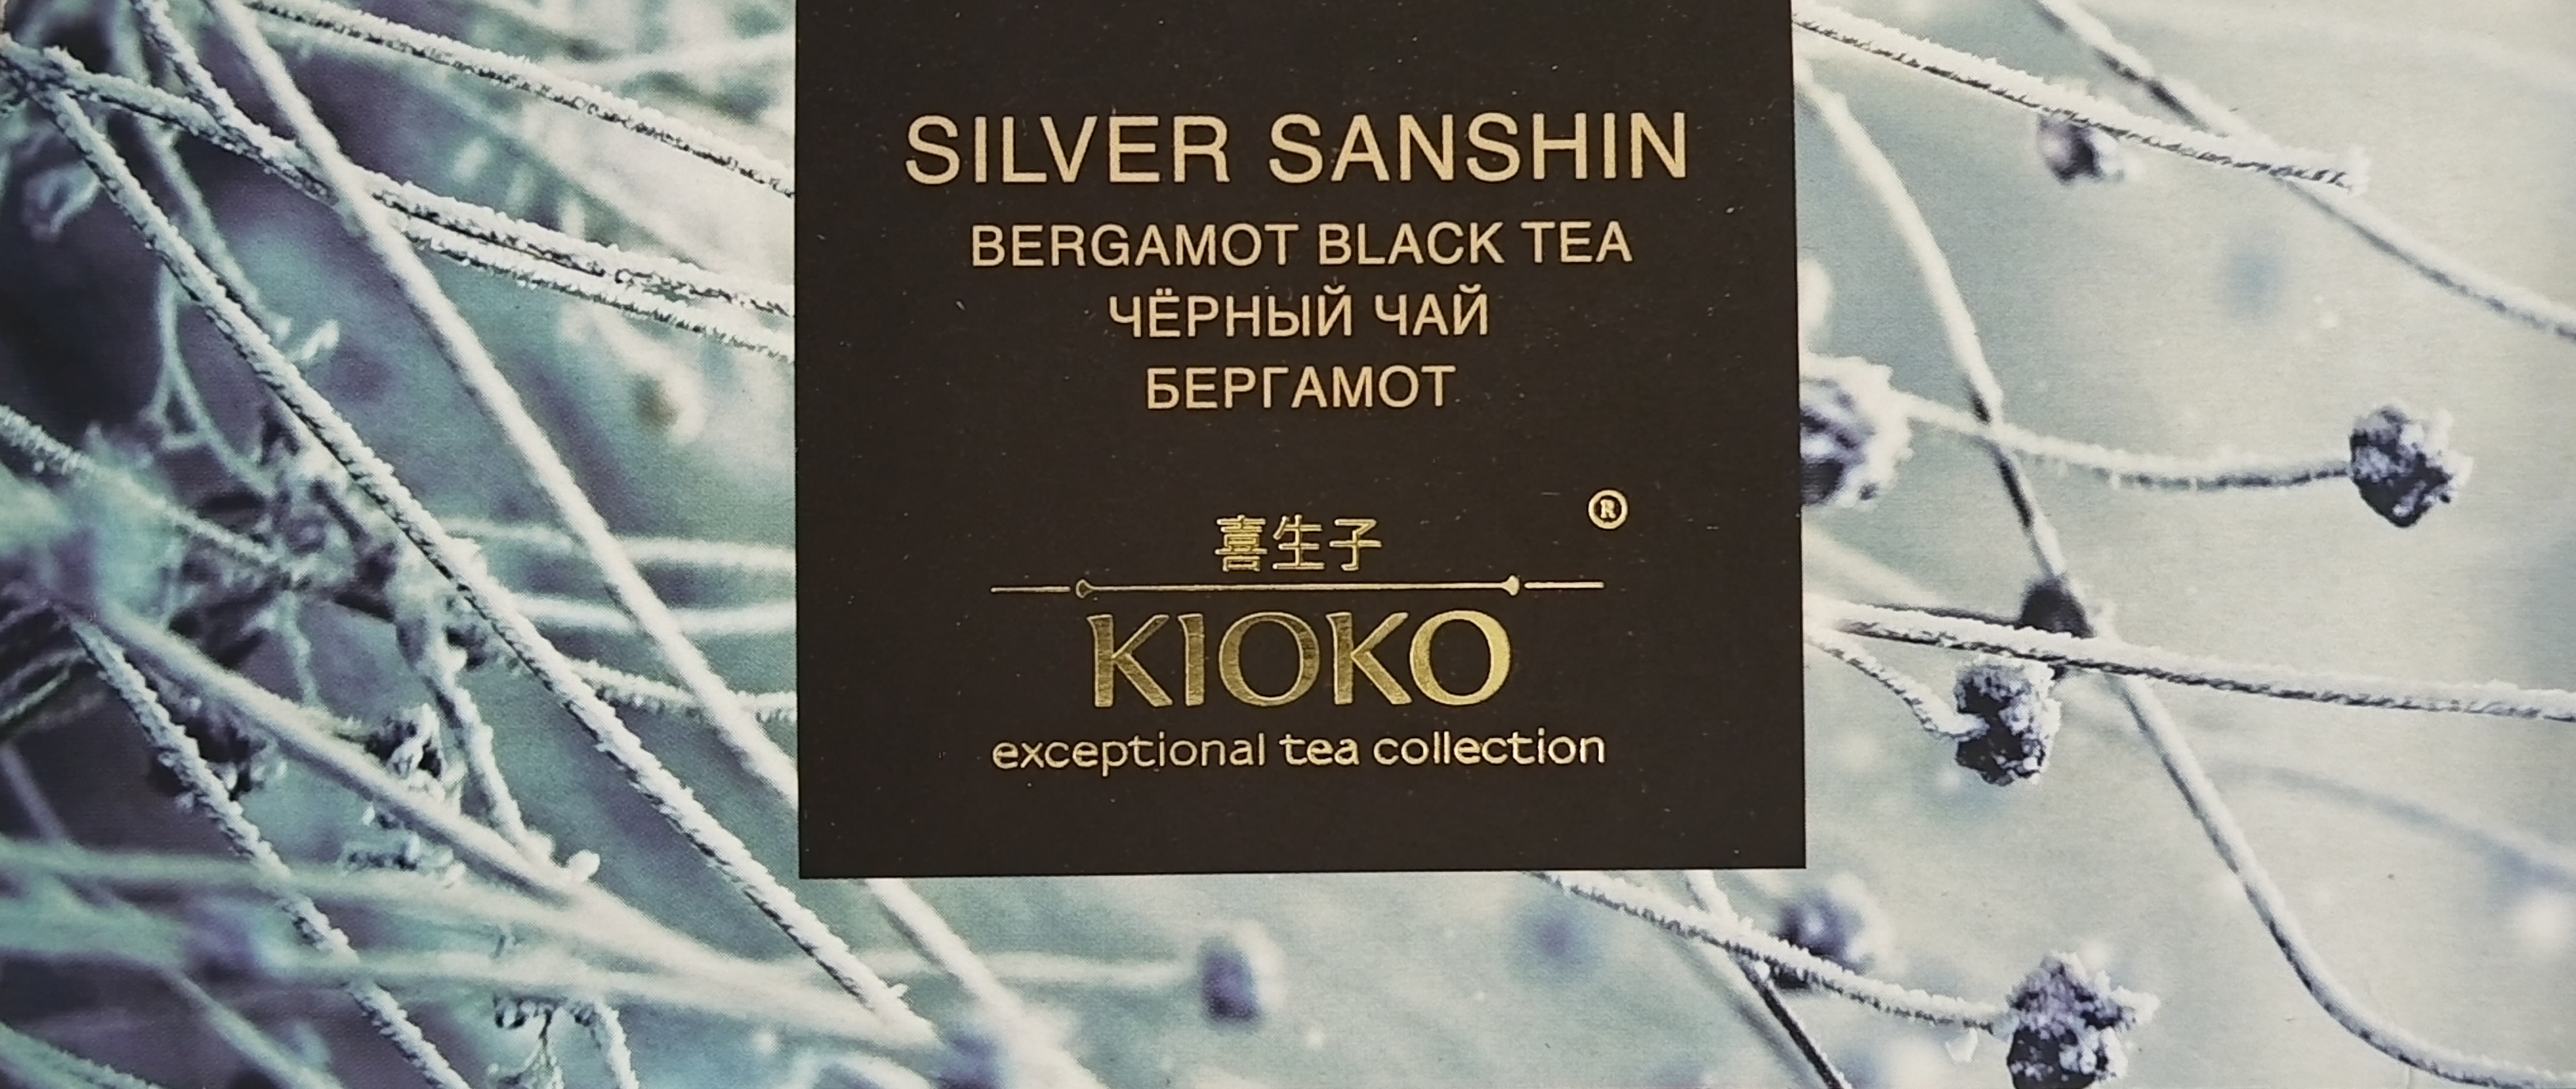 SILVER SANSHIN
BERGAMOT BLACK TEA
ЧЁРНЫЙ ЧАЙ
БЕРГАМОТ
®
喜生子
KIOKO
exceptional tea collection